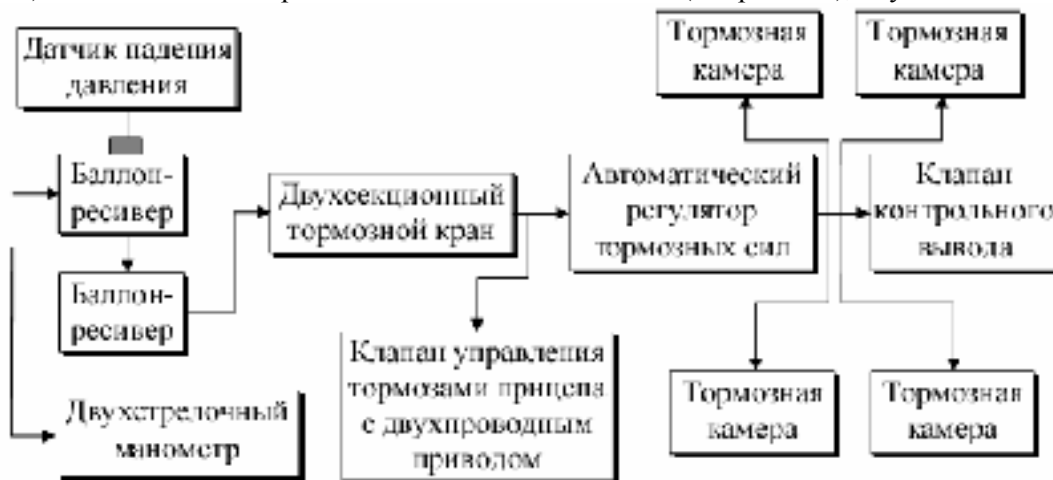 Датчик падения
давления
Баллон-
ресивер
Баллон-
ресивер
Двухстрелочный
манометр
Двухсекционный
тормозной кран
Клапан управления
тормозами прицепа
с двухпроводным
приводом
Автоматический
регулятор
тормозных сил
Тормозная
камера
Тормозная
камера
Клапан
контрольного
вывода
Тормозная
камера
Тормозная
камера